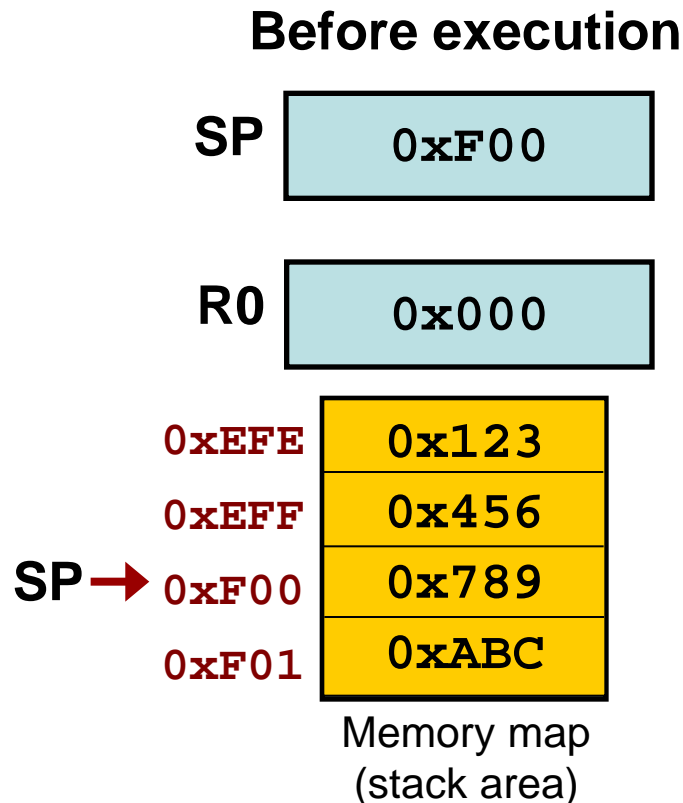 Before execution
SP 0xF00
R0 0x000
0xEFE 0x123
0xEFF 0x456
SP 0xF00 0x789
0xF01 0xABC
Memory map
(stack area)